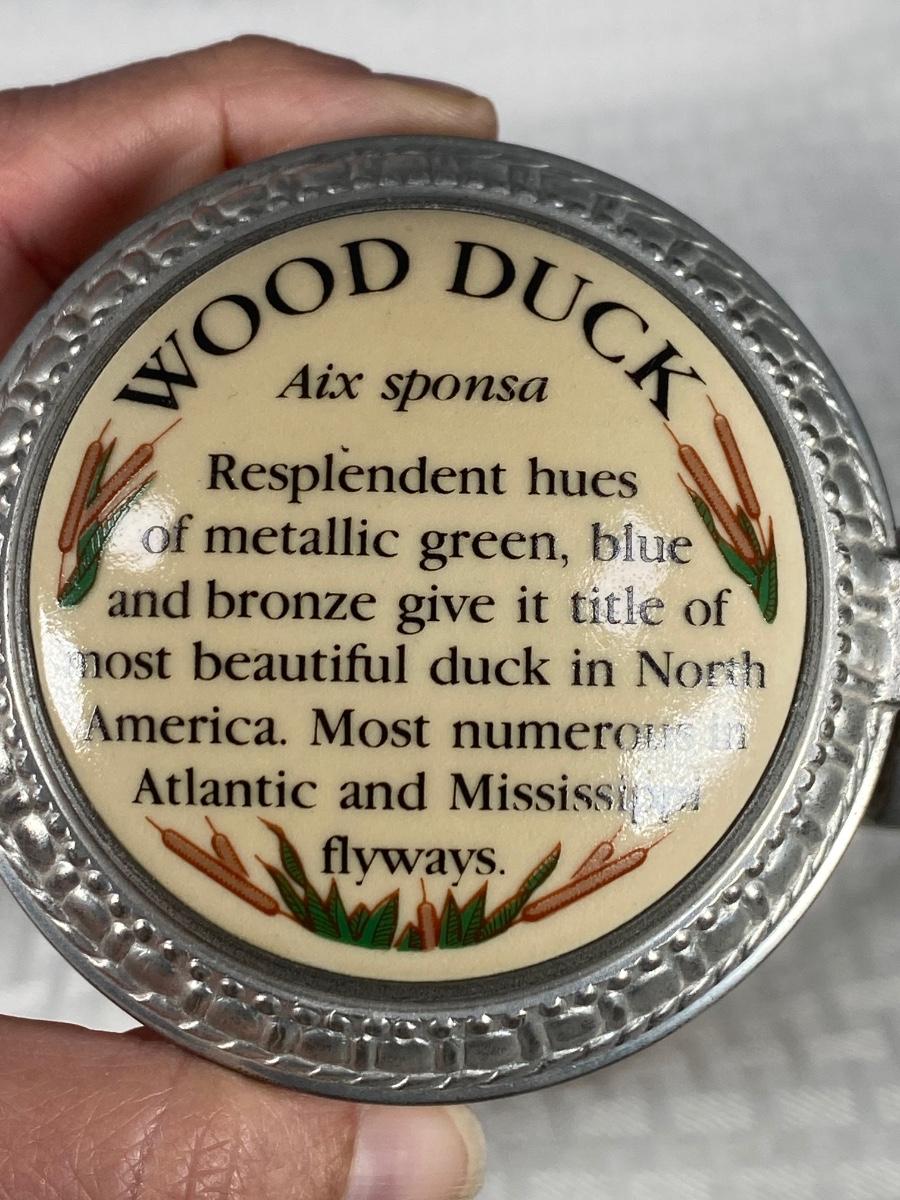 WOOD DUCK
Aix sponsa
Resplendent hues
of metallic green, blue
and bronze give it title of
most beautiful duck in North
America. Most numerous in
Atlantic and Mississippi
flyways.